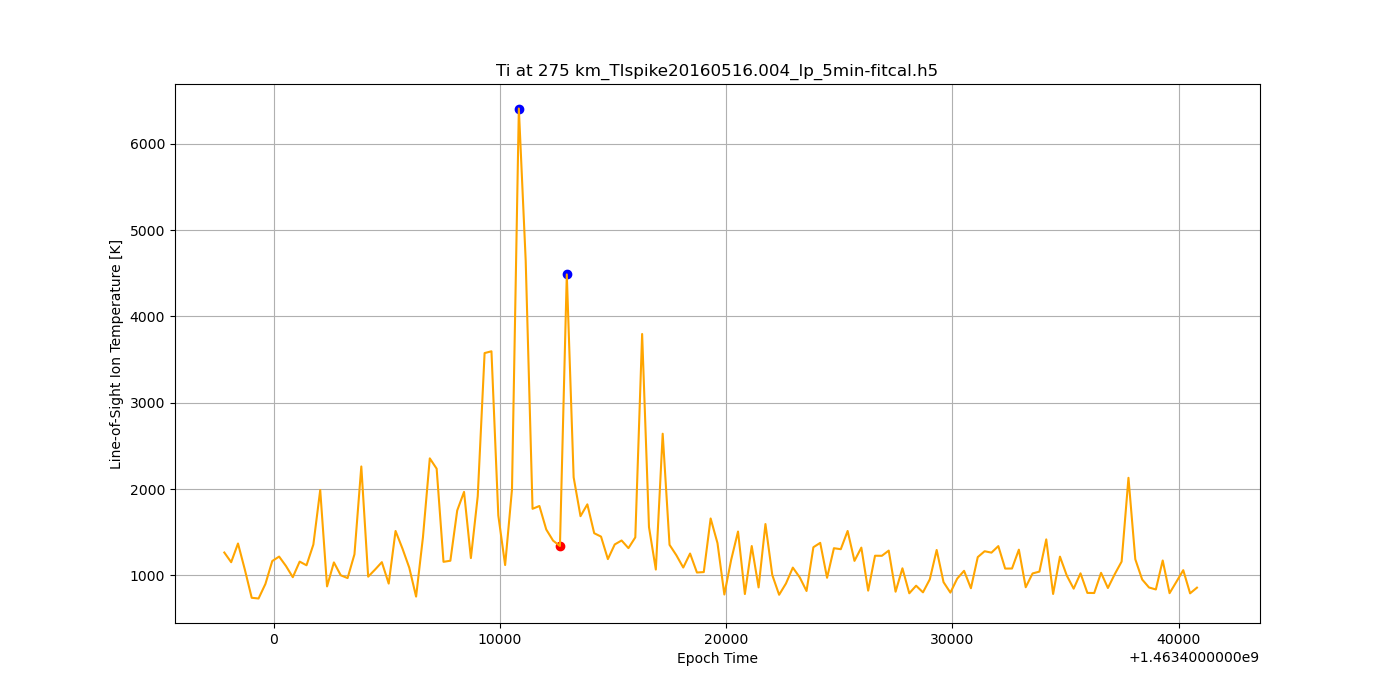 Ti at 275 km_TIspike20160516.004_lp_5min-fitcal.h5
Line-of-Sight Ion Temperature [K]
6000
5000
4000
3000
2000
1000
0 10000 20000 30000 40000
Epoch Time
+1.4634000000e9